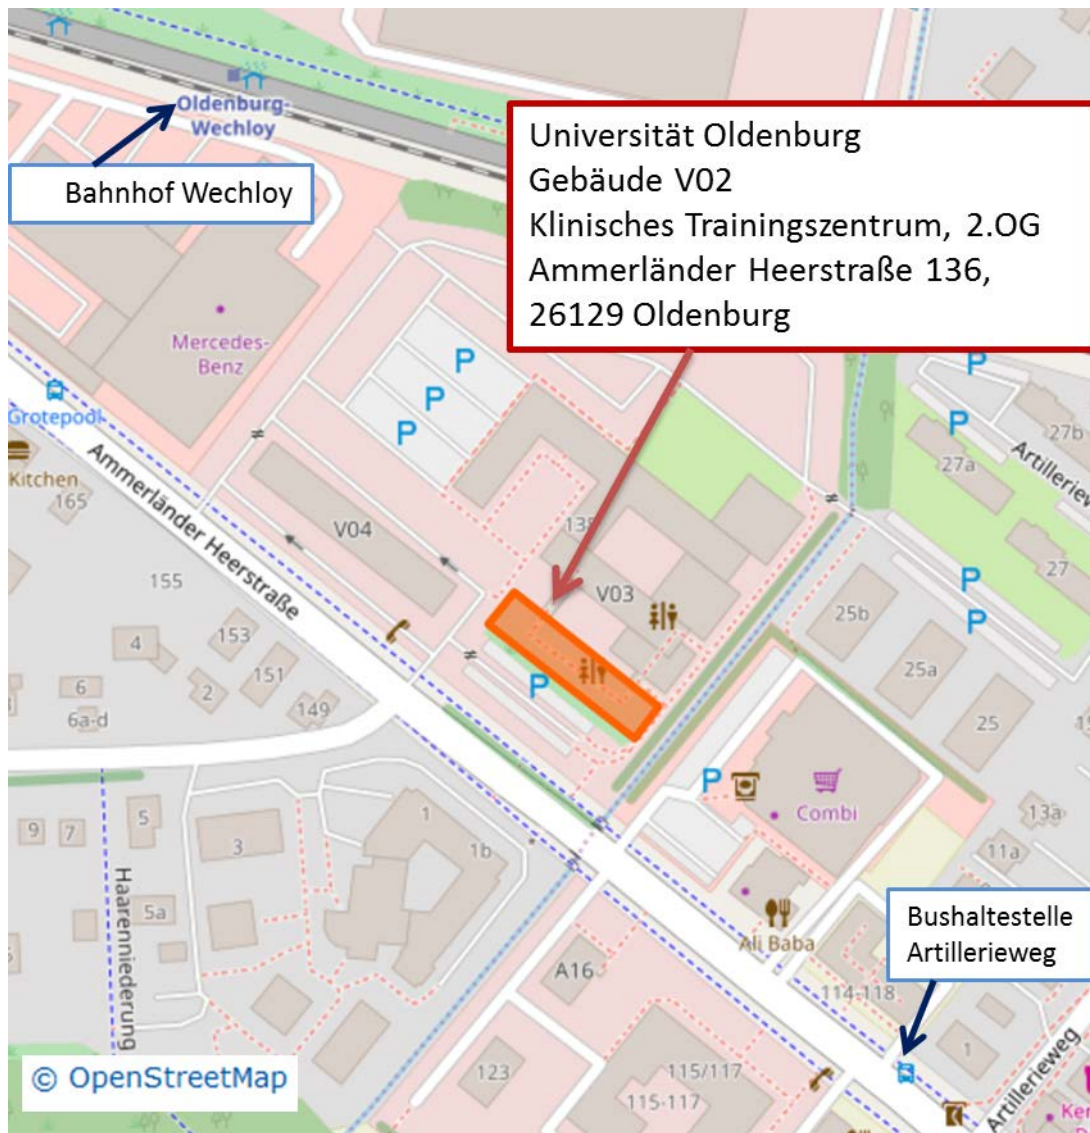 Oldenburg-
Wechloy
Bahnhof Wechloy
Universität Oldenburg
Gebäude V02
Klinisches Trainingszentrum, 2.OG
Ammerländer Heerstraße 136,
26129 Oldenburg
Mercedes-
Benz
P
P
P
P
P
27b
27a
Artillerieweg
Grotepool
Kitchen
165
Ammerländer Heerstraße
V04
V03
155
27
P
P
25b
25a
25
4
153
151
2
149
6
6a-d
P
P
Combi
13a
11a
9
7
5
3
1
1b
5a
Haarenniederung
Ali Baba
Bushaltestelle
Artillerieweg
A16
114-118
1
123
115/117
115-117
Artillerieweg
© OpenStreetMap